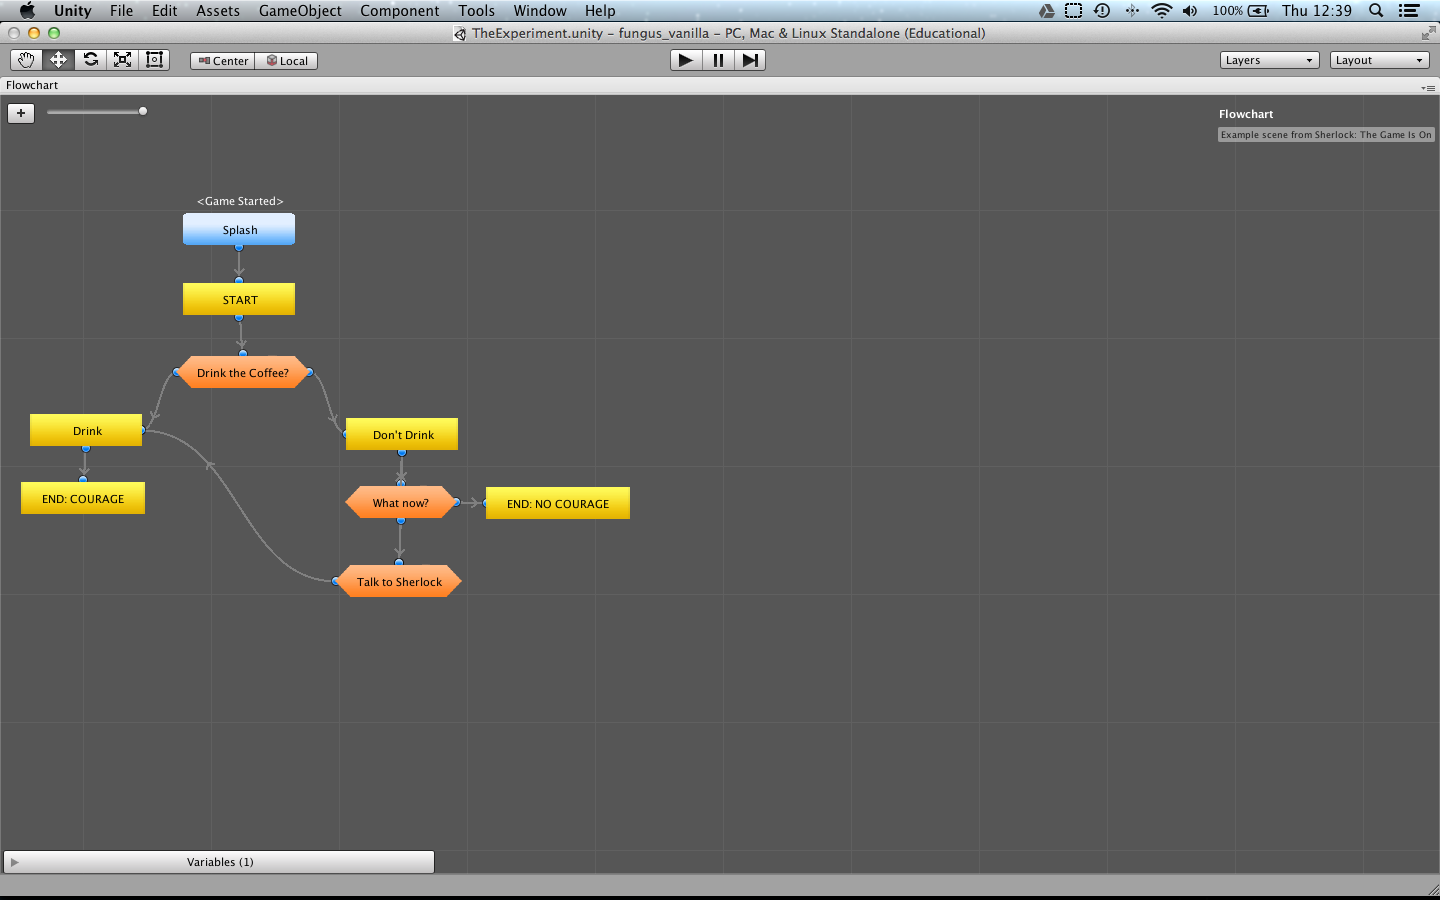 Unity File Edit Assets GameObject Component Tools Window Help 100% Thu 12:39
TheExperiment.unity – fungus_vanilla – PC, Mac & Linux Standalone (Educational)
Center Local Layers Layout
Flowchart
+
Flowchart
Example scene from Sherlock: The Game Is On
<Game Started>
Splash
START
Drink the Coffee?
Drink
Don't Drink
END: COURAGE
What now?
END: NO COURAGE
Talk to Sherlock
Variables (1)